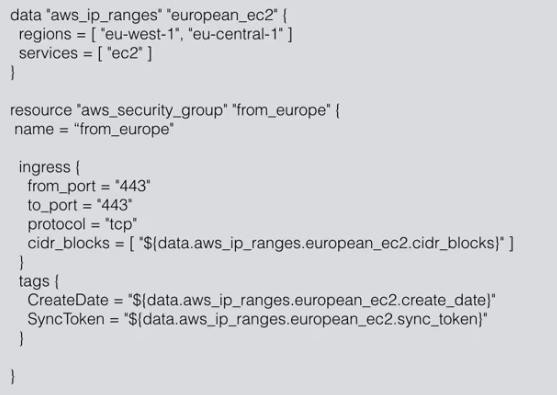 data "aws_ip_ranges" "european_ec2" {
regions = [ "eu-west-1", "eu-central-1" ]
services = [ "ec2" ]
}
resource "aws_security_group" "from_europe" {
name = “from_europe"
ingress {
from_port = "443"
to_port = "443"
protocol = "tcp"
cidr_blocks = [ "${data.aws_ip_ranges.european_ec2.cidr_blocks}" ]
}
tags {
CreateDate = "${data.aws_ip_ranges.european_ec2.create_date}"
SyncToken = "${data.aws_ip_ranges.european_ec2.sync_token}"
}
}